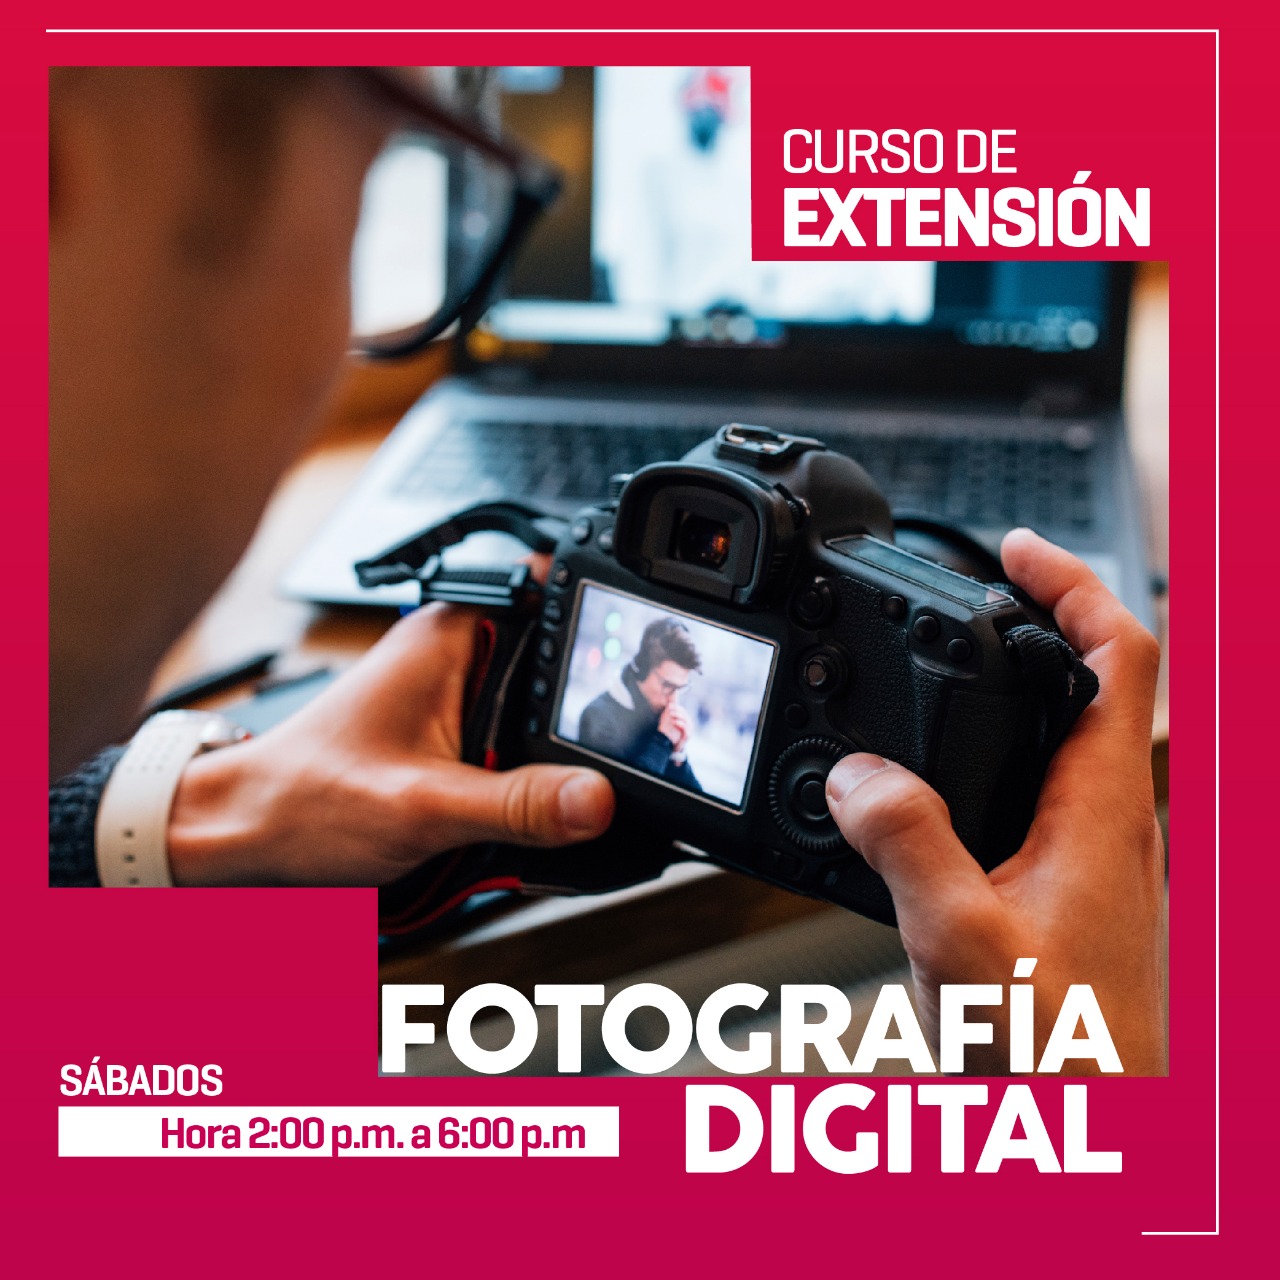 CURSO DE
EXTENSIÓN
FOTOGRAFÍA
DIGITAL
SÁBADOS
Hora 2:00 p.m. a 6:00 p.m